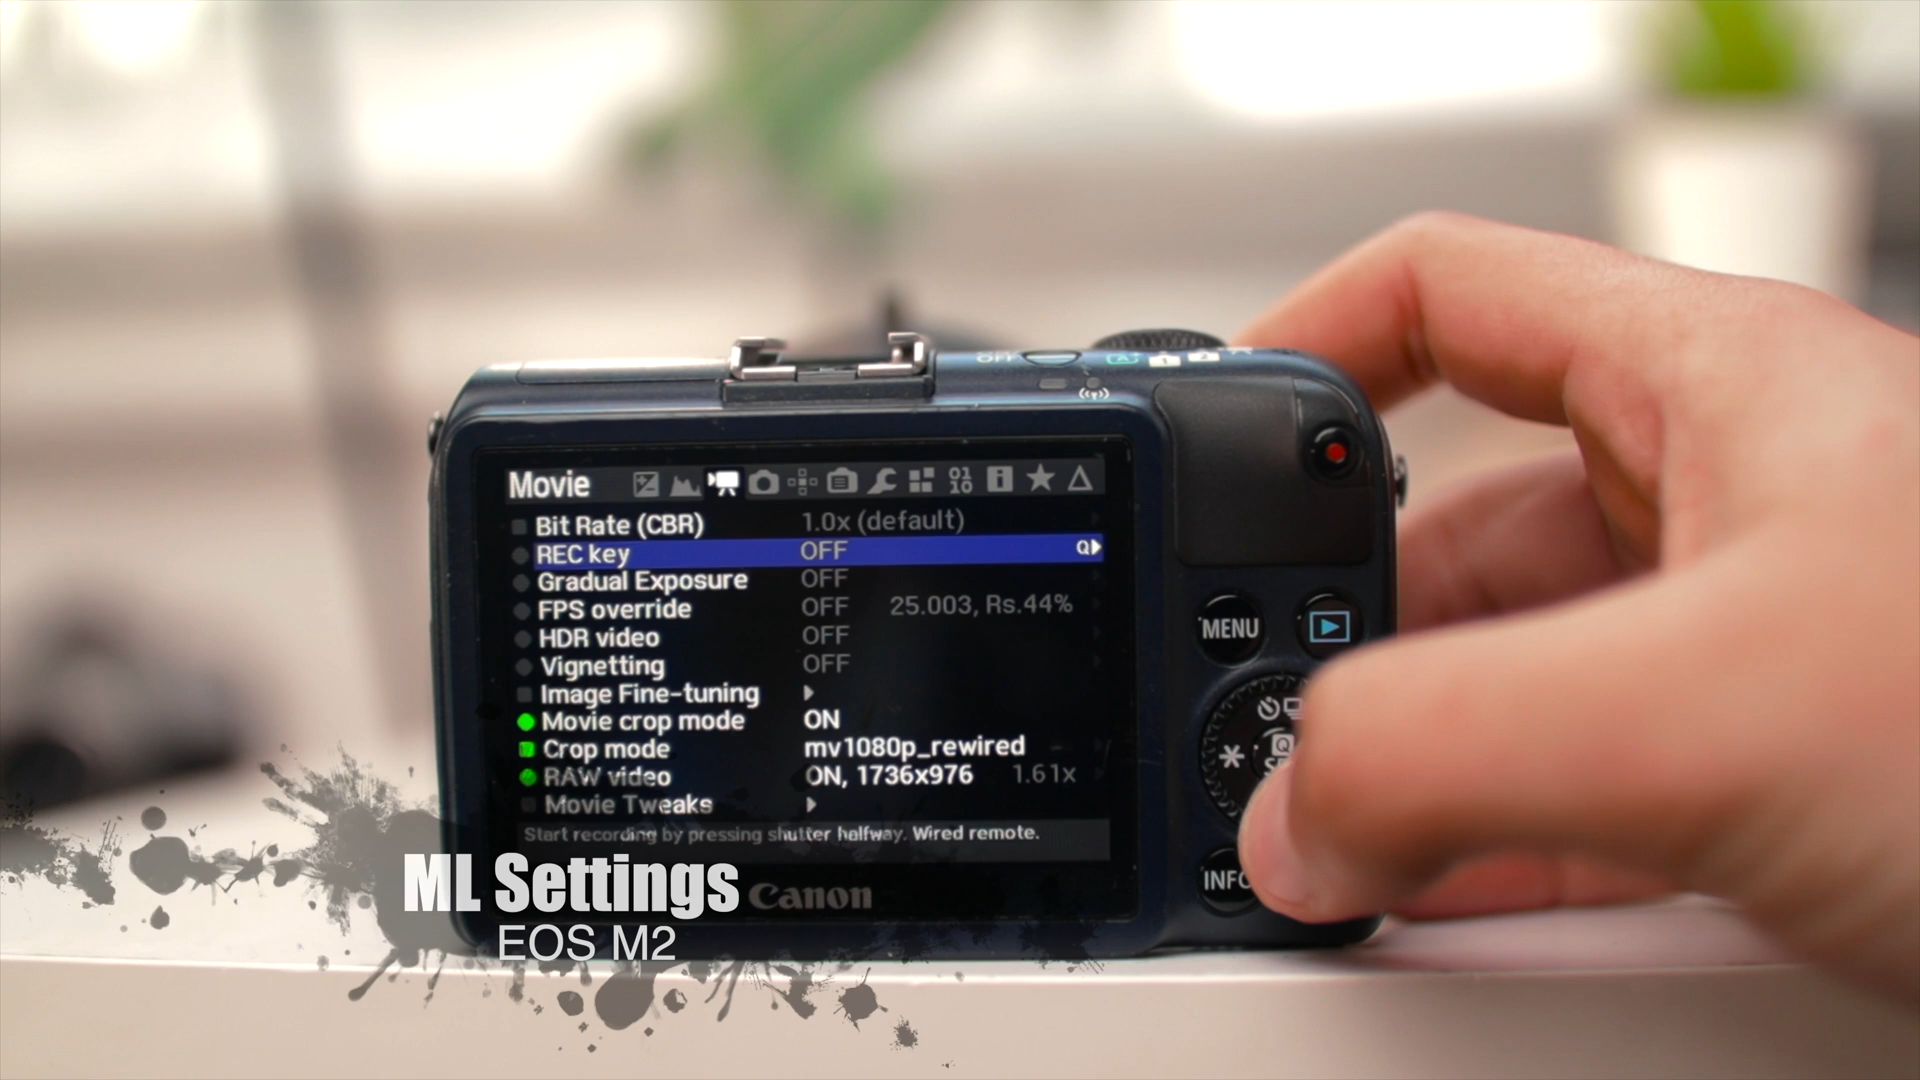 OFF
Movie
Bit Rate (CBR) 1.0x (default)
REC key OFF Q
Gradual Exposure OFF
FPS override OFF 25.003, Rs.44%
HDR video OFF
Vignetting OFF
Image Fine-tuning
Movie crop mode ON
Crop mode mv1080p_rewired
RAW video ON, 1736x976 1.61x
Movie Tweaks
Start recording by pressing shutter halfway. Wired remote.
MENU
Q
INFO
Canon
ML Settings
EOS M2